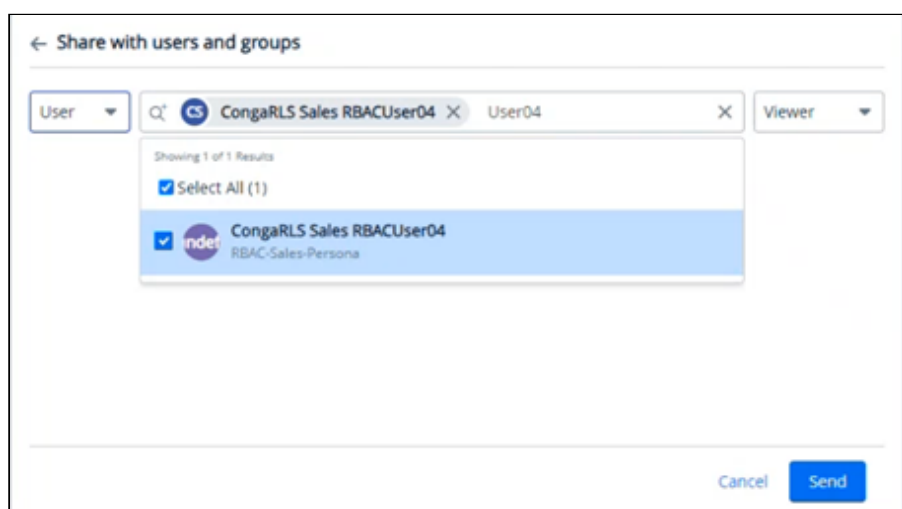 ← Share with users and groups
User CS CongaRLS Sales RBACUser04 × User04 × Viewer
Showing 1 of 1 Results
Select All (1)
ndef CongaRLS Sales RBACUser04
RBAC-Sales-Persona
Cancel Send